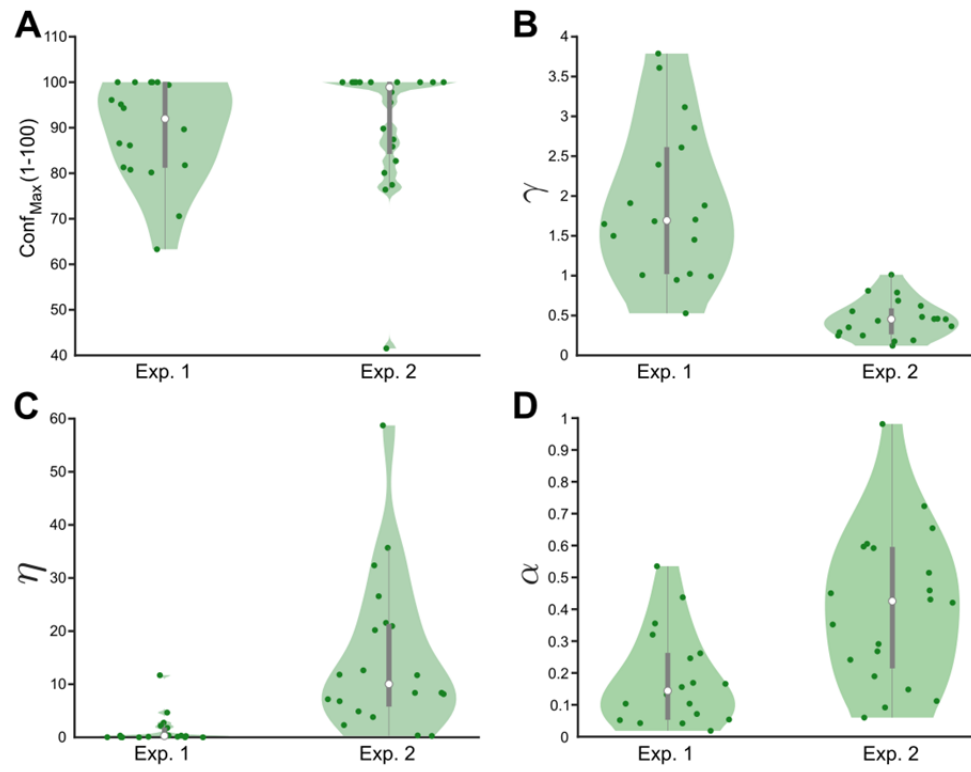 A
Conf_Max (1-100)
110
100
90
80
70
60
50
40
Exp. 1
Exp. 2
B
γ
4
3.5
3
2.5
2
1.5
1
0.5
0
Exp. 1
Exp. 2
C
η
60
50
40
30
20
10
0
Exp. 1
Exp. 2
D
α
1
0.9
0.8
0.7
0.6
0.5
0.4
0.3
0.2
0.1
0
Exp. 1
Exp. 2